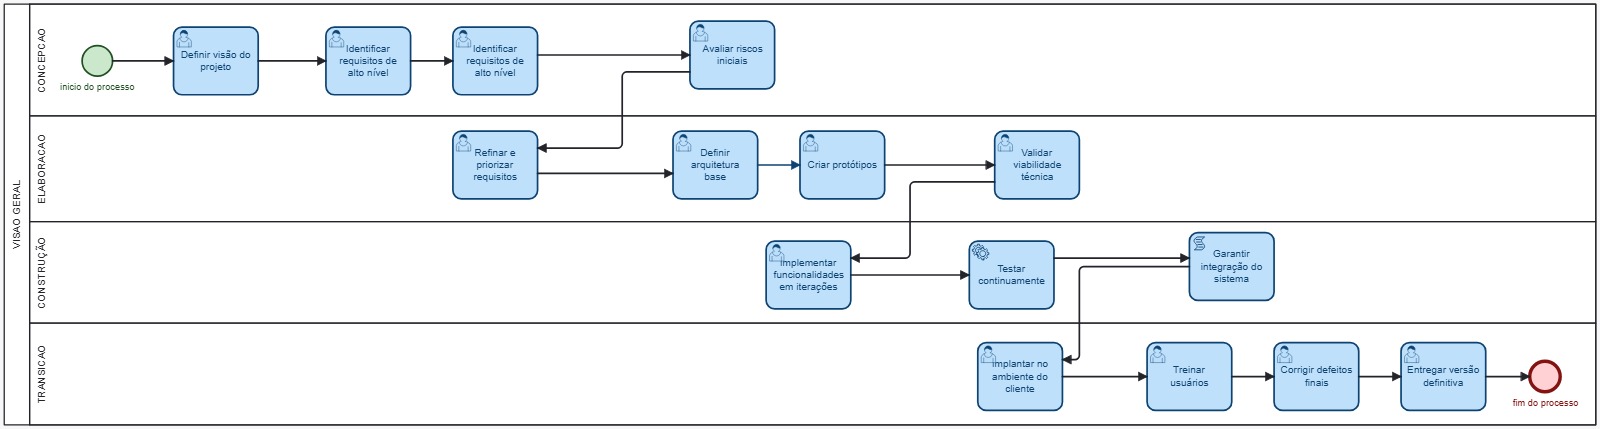 VISAO GERAL
CONCEPCAO
inicio do processo
Definir visão do
projeto
Identificar
requisitos de
alto nível
Identificar
requisitos de
alto nível
Avaliar riscos
iniciais
ELABORACAO
Refinar e
priorizar
requisitos
Definir
arquitetura
base
Criar protótipos
Validar
viabilidade
técnica
CONSTRUÇÃO
Implementar
funcionalidades
em iterações
Testar
continuamente
Garantir
integração do
sistema
TRANSICAO
Implantar no
ambiente do
cliente
Treinar
usuários
Corrigir defeitos
finais
Entregar versão
definitiva
fim do processo